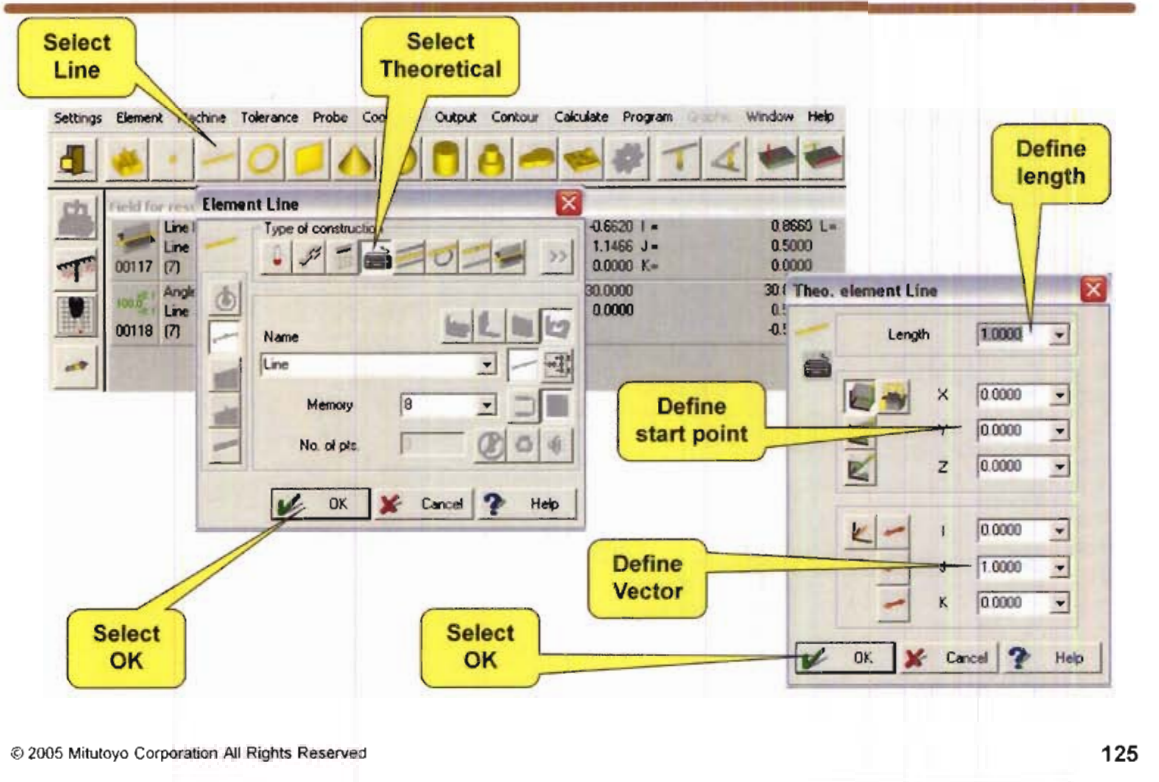 Select
Line
Select
Theoretical
Settings Element Machine Tolerance Probe Output Contour Calculate Program Graphic Window Help
Define
length
Element Line
Type of construction
Line
Line
00117 (7)
-0.6620 I = 0.8660 L=
1.1466 J = 0.5000
0.0000 K= 0.0000
Line
00118 (7)
30.0000
0.0000
Name
Line
Memory 8
No. of pts.
OK Cancel Help
Theo. element Line
Length 1.0000
X 0.0000
Y 0.0000
Z 0.0000
I 0.0000
J 1.0000
K 0.0000
OK Cancel Help
Define
start point
Define
Vector
Select
OK
Select
OK
© 2005 Mitutoyo Corporation All Rights Reserved
125